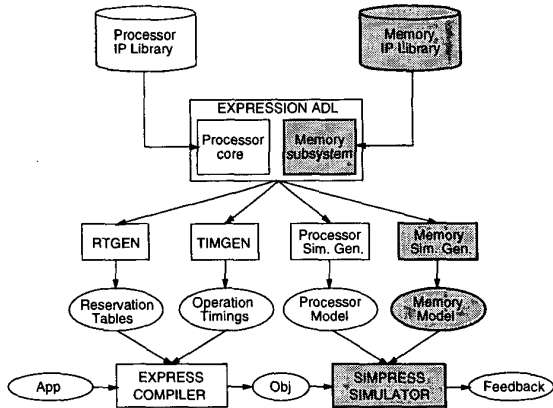 Processor
IP Library
Memory
IP Library
EXPRESSION ADL
Processor
core
Memory
subsystem
RTGEN
TIMGEN
Processor
Sim. Gen.
Memory
Sim. Gen.
Reservation
Tables
Operation
Timings
Processor
Model
Memory
Model
App
EXPRESS
COMPILER
Obj
SIMPRESS
SIMULATOR
Feedback